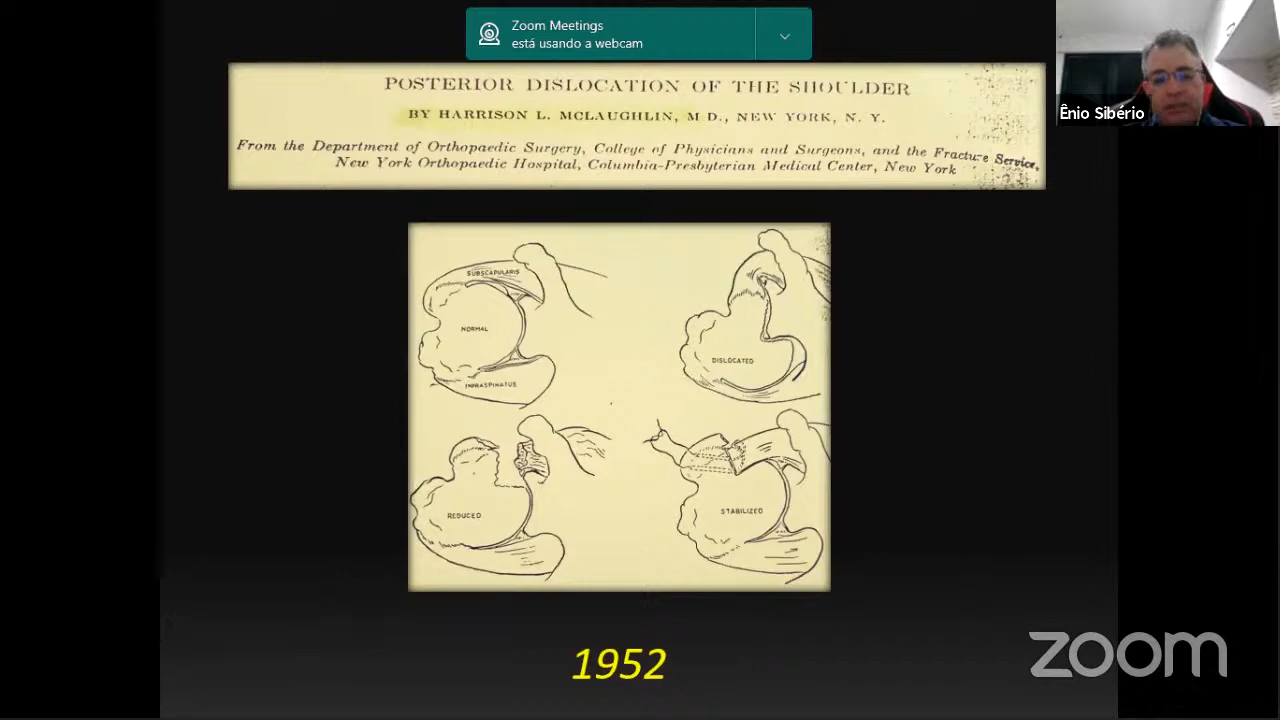 Zoom Meetings
está usando a webcam
Ênio Sibério
POSTERIOR DISLOCATION OF THE SHOULDER
BY HARRISON L. MCLAUGHLIN, M D., NEW YORK, N. Y.
From the Department of Orthopaedic Surgery, College of Physicians and Surgeons, and the Fracture Service,
New York Orthopaedic Hospital, Columbia-Presbyterian Medical Center, New York
SUBSCAPULARIS
NORMAL
INFRASPINATUS
DISLOCATED
REDUCED
STABILIZED
1952
zoom